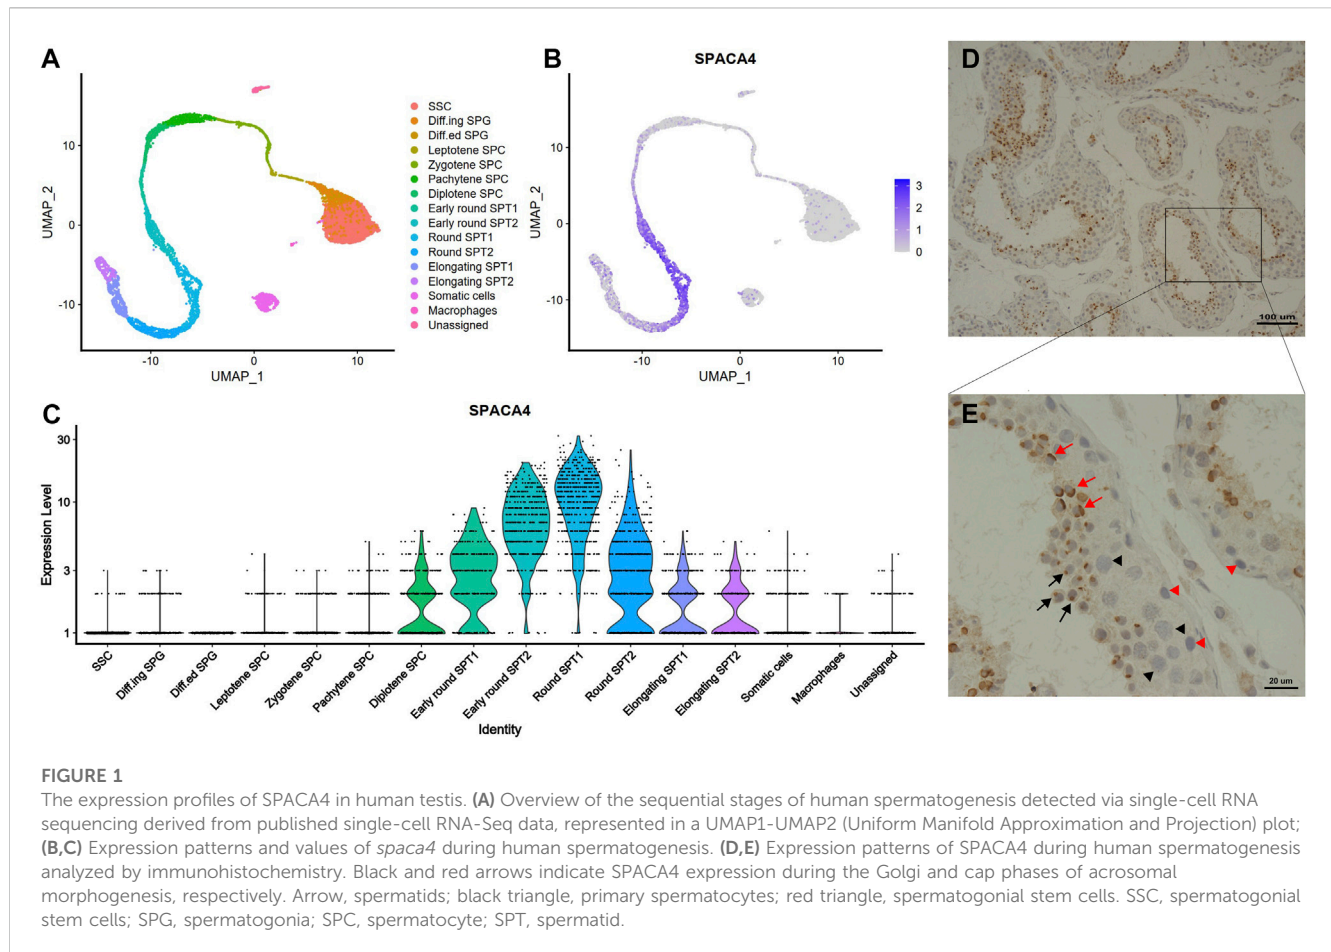 A
UMAP_2
10
0
-10
-10
0
10
UMAP_1
SSC
Diff.ing SPG
Diff.ed SPG
Leptotene SPC
Zygotene SPC
Pachytene SPC
Diplotene SPC
Early round SPT1
Early round SPT2
Round SPT1
Round SPT2
Elongating SPT1
Elongating SPT2
Somatic cells
Macrophages
Unassigned
B
SPACA4
UMAP_2
10
0
-10
-10
0
10
UMAP_1
3
2
1
0
D
100 um
C
SPACA4
Expression Level
30
10
3
1
SSC
Diff.ing SPG
Diff.ed SPG
Leptotene SPC
Zygotene SPC
Pachytene SPC
Diplotene SPC
Early round SPT1
Early round SPT2
Round SPT1
Round SPT2
Elongating SPT1
Elongating SPT2
Somatic cells
Macrophages
Unassigned
Identity
E
20 um
FIGURE 1
The expression profiles of SPACA4 in human testis. (A) Overview of the sequential stages of human spermatogenesis detected via single-cell RNA
sequencing derived from published single-cell RNA-Seq data, represented in a UMAP1-UMAP2 (Uniform Manifold Approximation and Projection) plot;
(B,C) Expression patterns and values of spaca4 during human spermatogenesis. (D,E) Expression patterns of SPACA4 during human spermatogenesis
analyzed by immunohistochemistry. Black and red arrows indicate SPACA4 expression during the Golgi and cap phases of acrosomal
morphogenesis, respectively. Arrow, spermatids; black triangle, primary spermatocytes; red triangle, spermatogonial stem cells. SSC, spermatogonial
stem cells; SPG, spermatogonia; SPC, spermatocyte; SPT, spermatid.